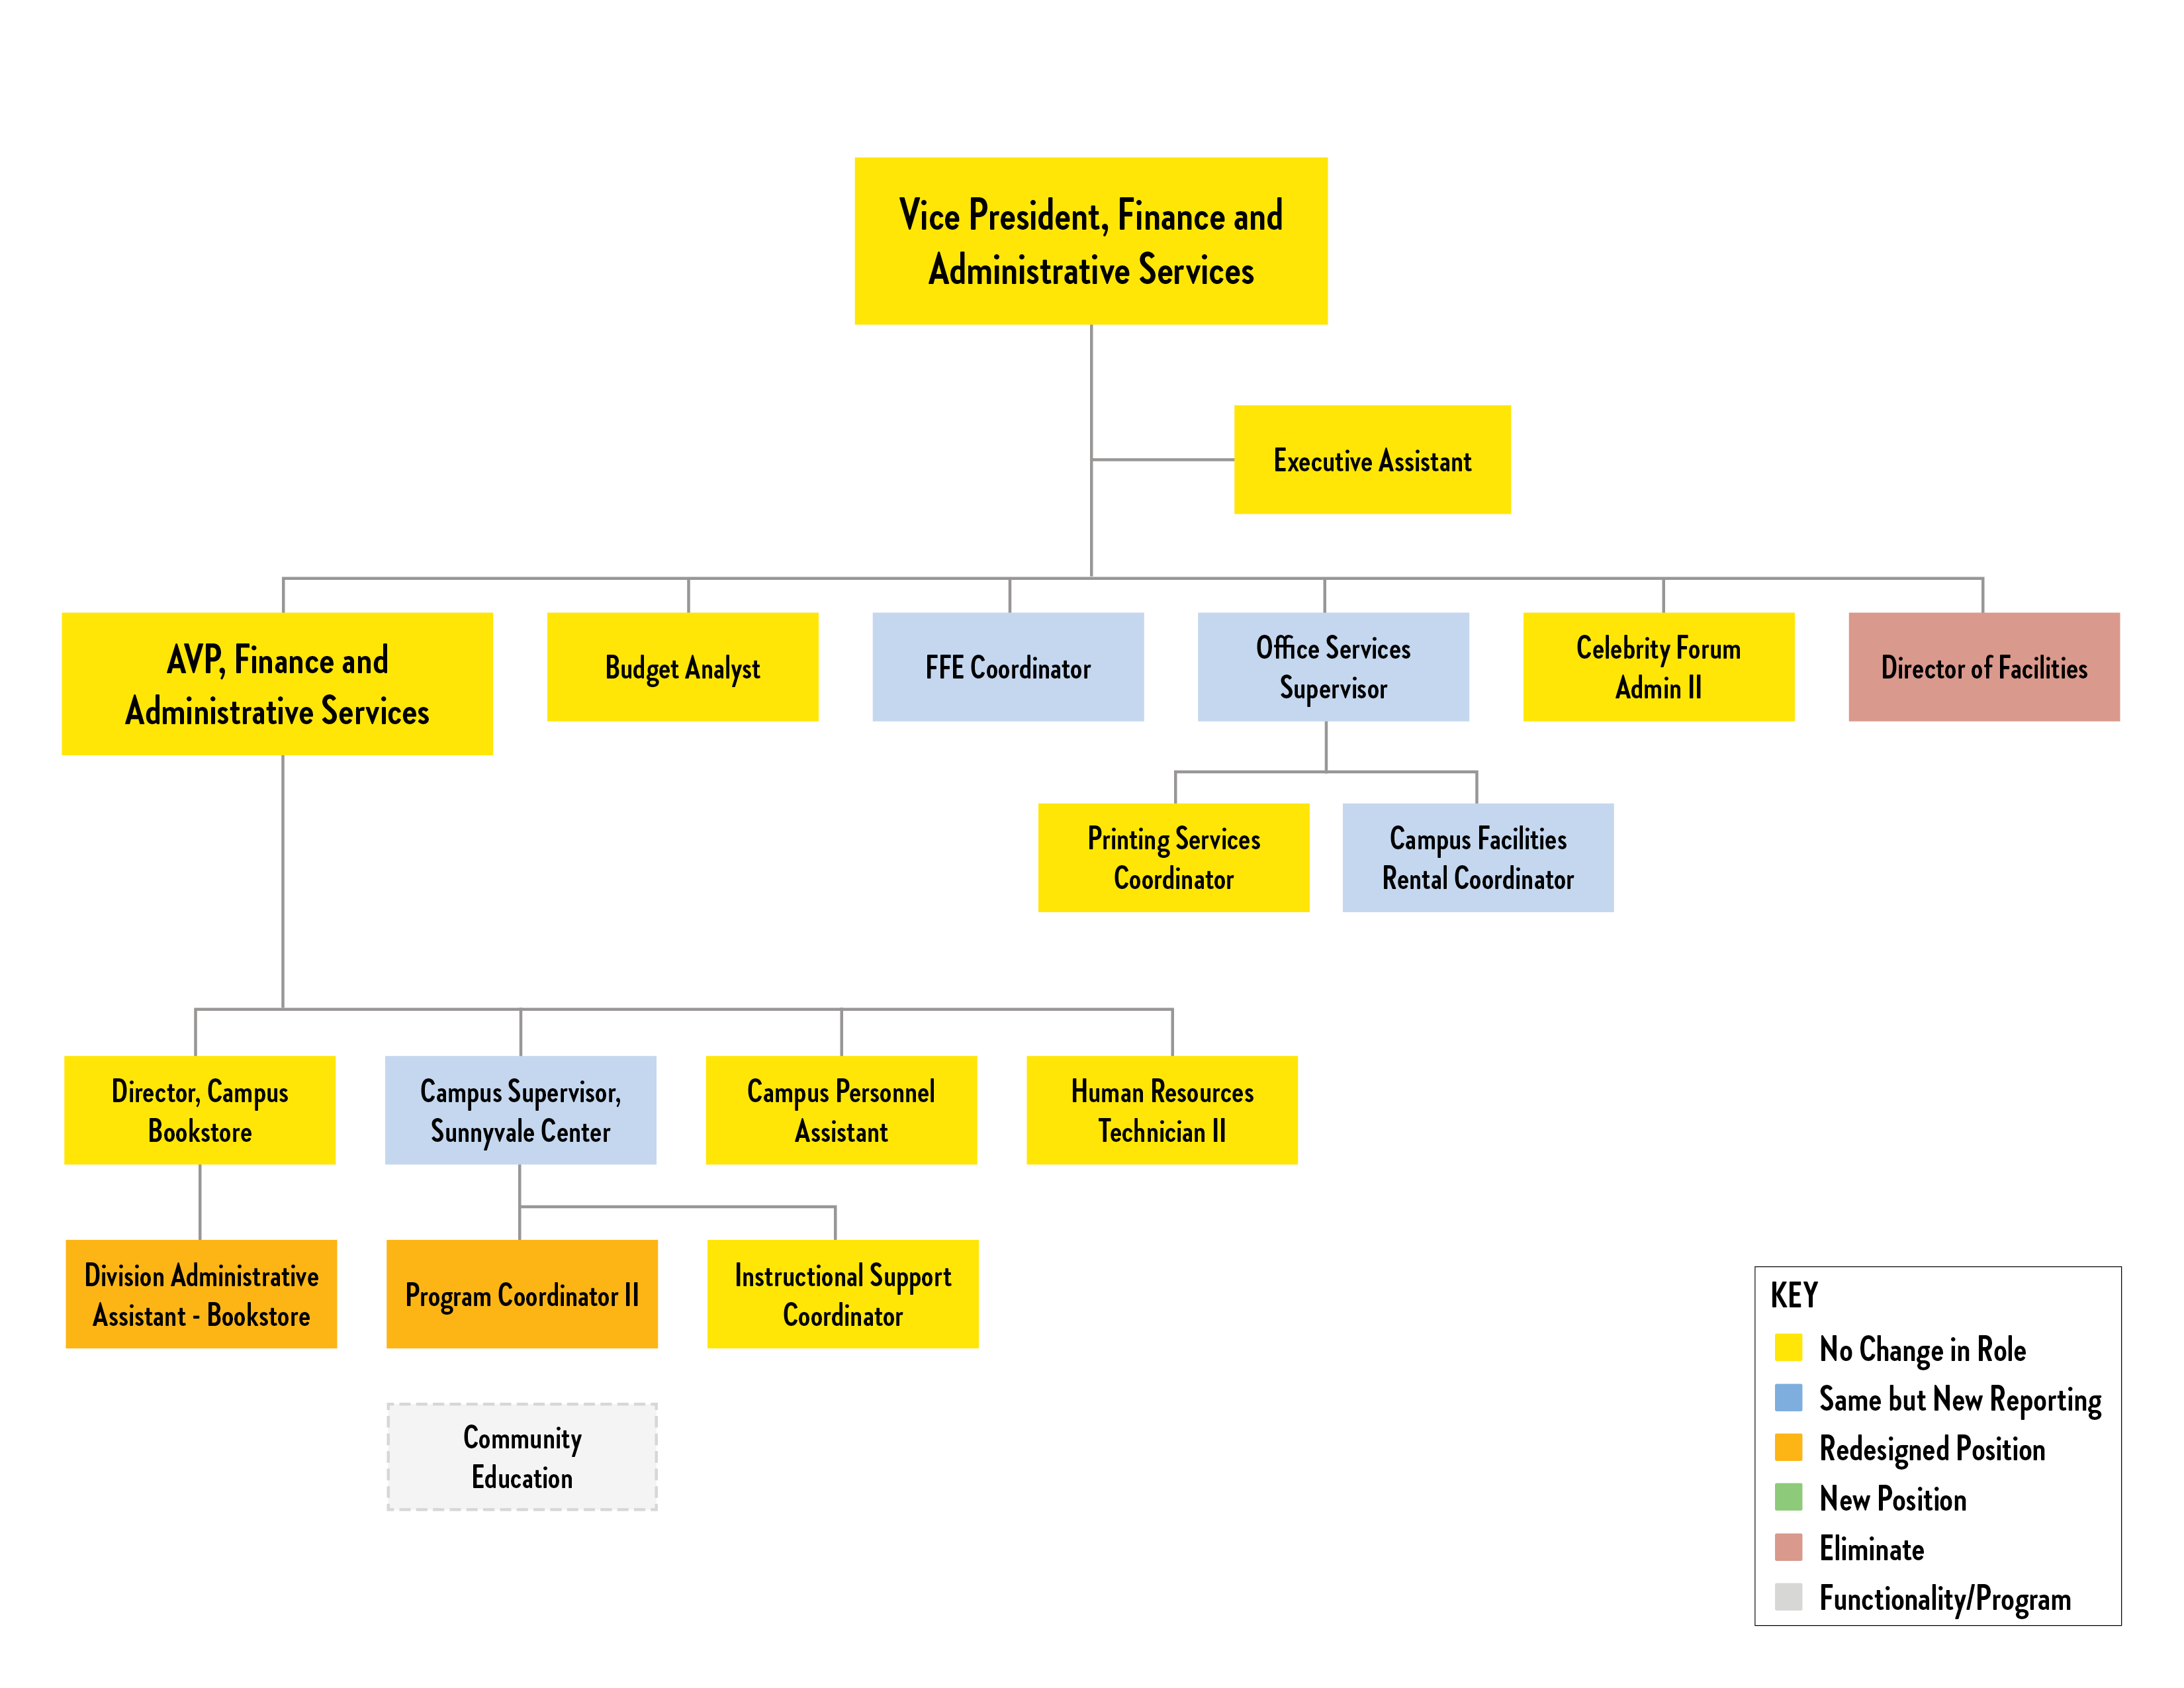 Vice President, Finance and
Administrative Services
Executive Assistant
AVP, Finance and
Administrative Services
Budget Analyst
FFE Coordinator
Office Services
Supervisor
Celebrity Forum
Admin II
Director of Facilities
Printing Services
Coordinator
Campus Facilities
Rental Coordinator
Director, Campus
Bookstore
Campus Supervisor,
Sunnyvale Center
Campus Personnel
Assistant
Human Resources
Technician II
Division Administrative
Assistant - Bookstore
Program Coordinator II
Instructional Support
Coordinator
Community
Education
KEY
No Change in Role
Same but New Reporting
Redesigned Position
New Position
Eliminate
Functionality/Program